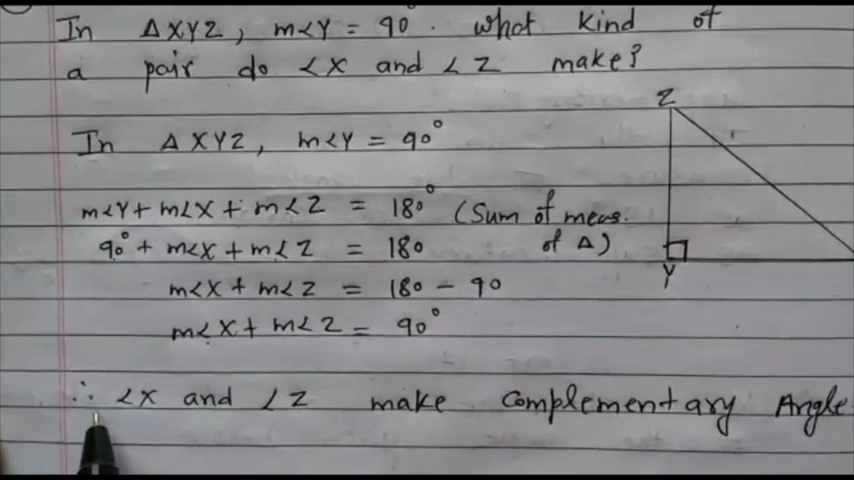 In ΔXYZ, m∠Y = 90°. what kind of
a pair do ∠X and ∠Z make?
Z
In ΔXYZ, m∠Y = 90°
m∠Y + m∠X + m∠Z = 180° (Sum of meas.
of Δ)
90° + m∠X + m∠Z = 180
Y
m∠X + m∠Z = 180 - 90
m∠X + m∠Z = 90°
∴ ∠X and ∠Z make Complementary Angle